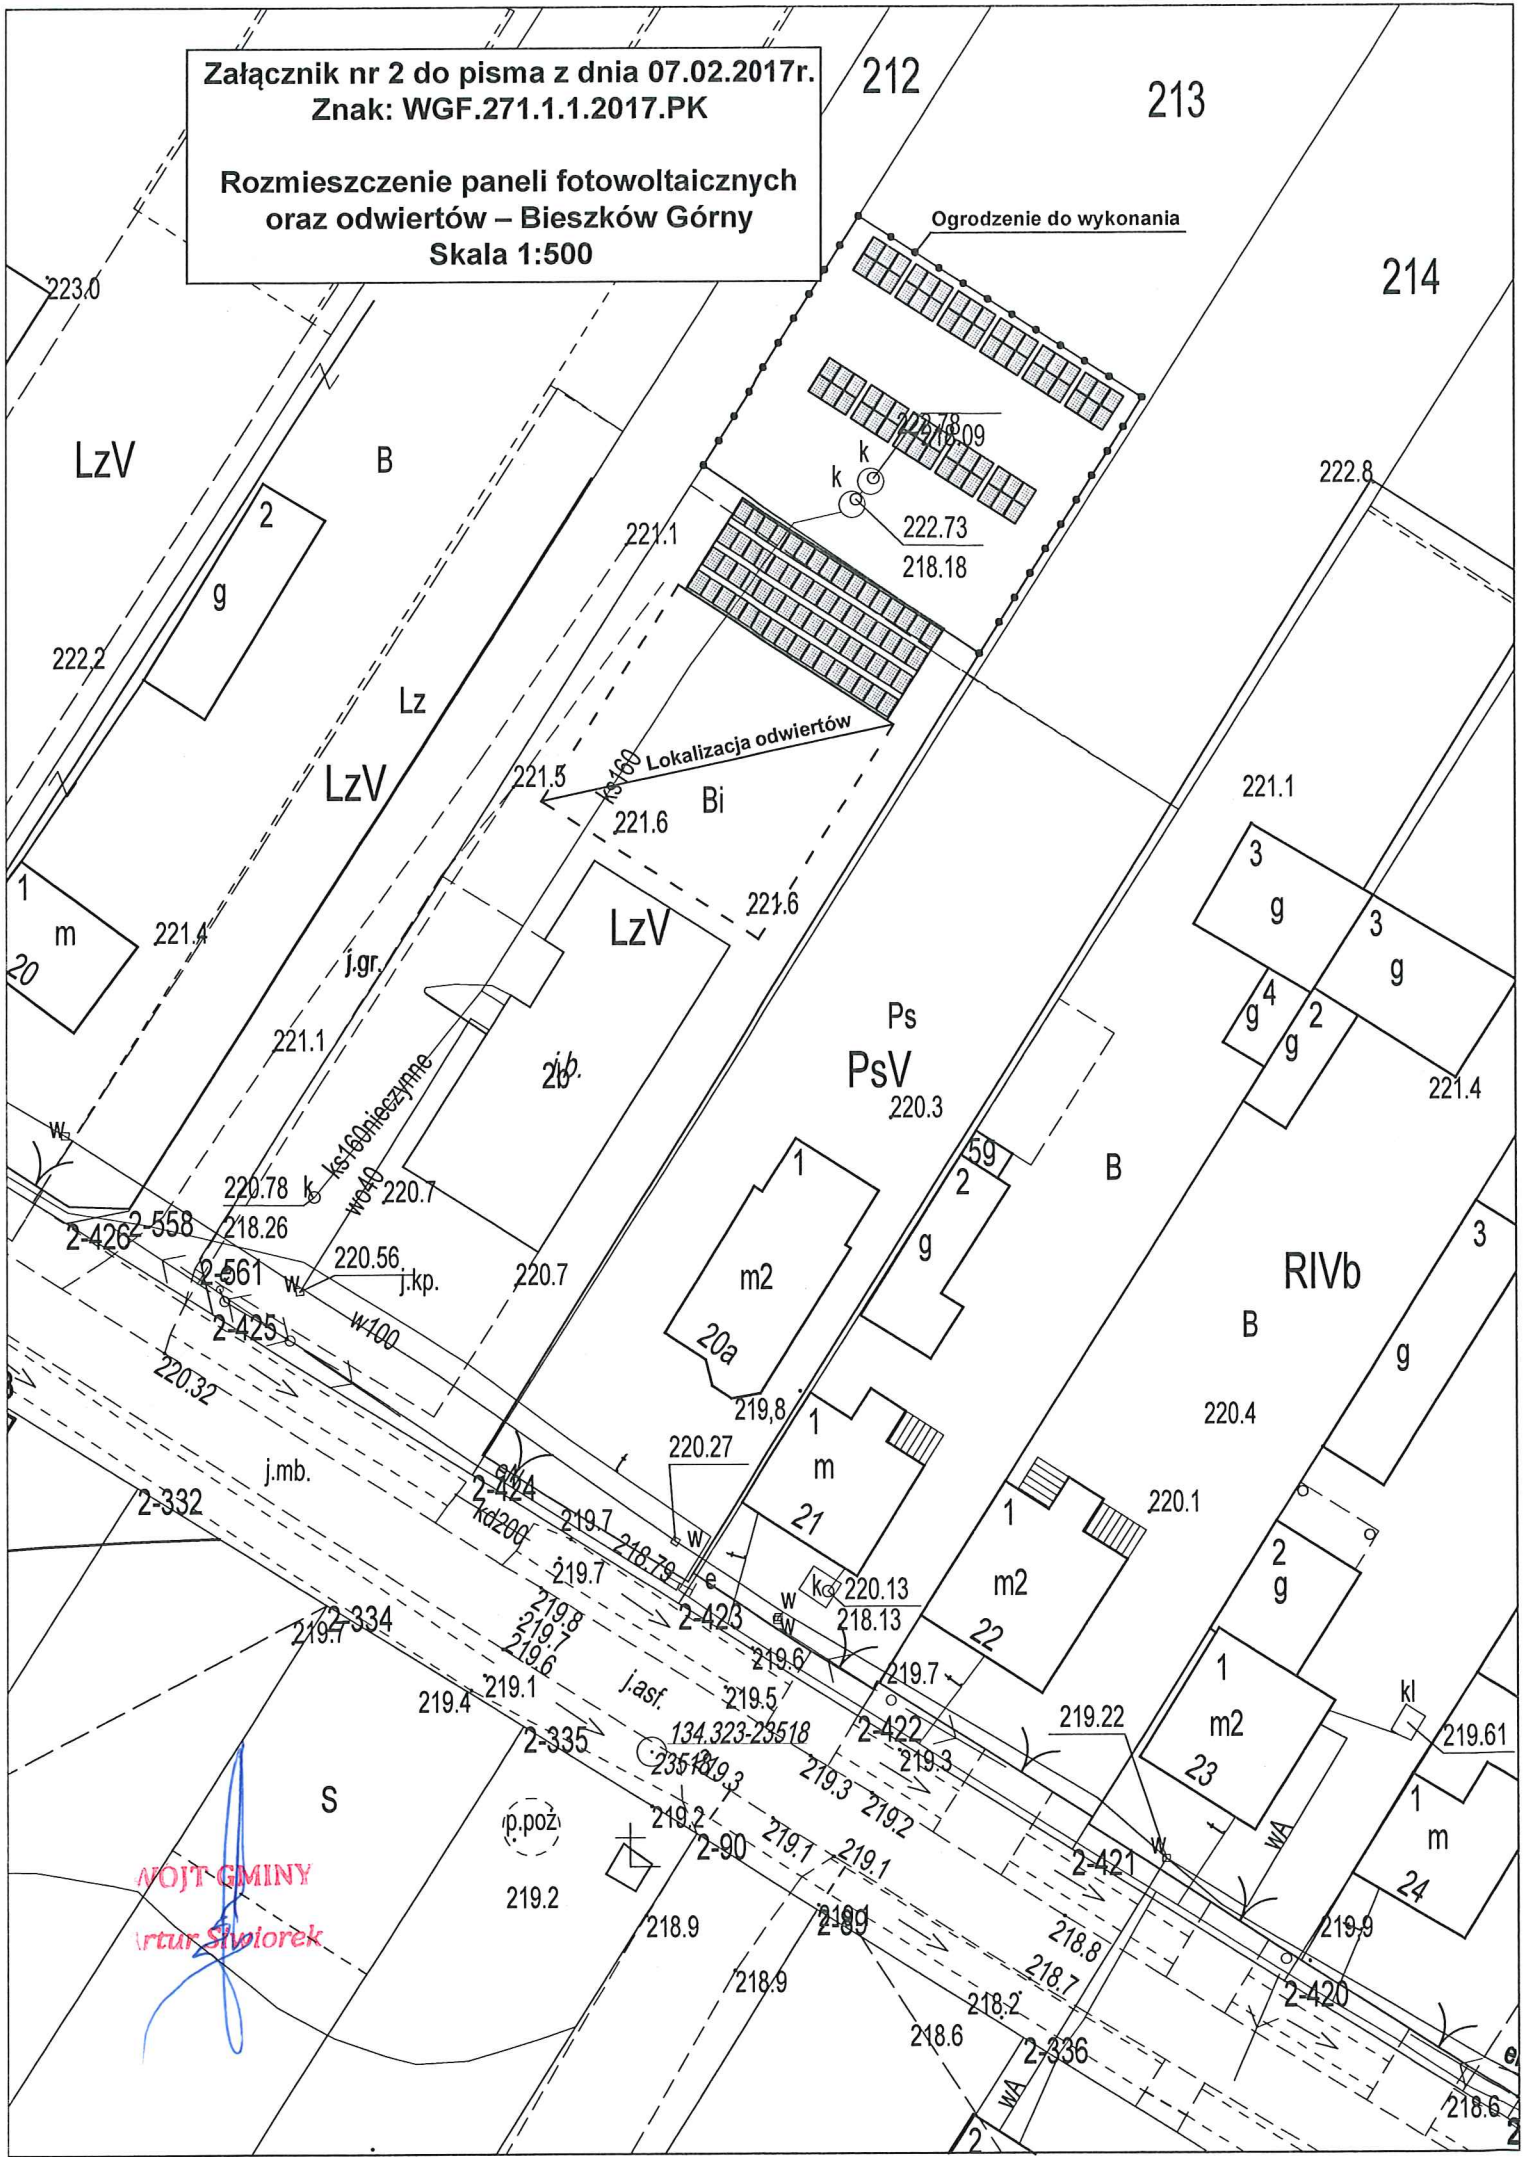 Załącznik nr 2 do pisma z dnia 07.02.2017r.
Znak: WGF.271.1.1.2017.PK
Rozmieszczenie paneli fotowoltaicznych
oraz odwiertów – Bieszków Górny
Skala 1:500
212
213
214
Ogrodzenie do wykonania
223.0
LzV
B
2
g
222.2
Lz
LzV
221.1
k
k
222.73
218.18
222.8
Lokalizacja odwiertów
ks160
221.5
221.6
Bi
221.6
221.1
3
g
3
g
4
g
2
g
221.4
1
m
20
221.4
j.gr.
LzV
221.1
ks160nieczynne
wo40
2b
j.b.
Ps
PsV
220.3
59
2
g
B
1
m2
20a
RIVb
B
3
g
w
220.78
k
218.26
220.7
2-426
2-558
2-561
2-425
w
220.56
j.kp.
220.7
w100
220.32
219,8
220.27
220.4
1
m
21
220.1
1
m2
22
2
g
j.mb.
2-332
2-424
kd200
219.7
218.79
219.7
w
t
t
e
k
220.13
218.13
w
w
2-423
2-334
219.7
219.8
219.7
219.6
219.1
219.4
j.asf.
219.6
219.5
219.7
t
134.323-23518
23518
219.3
2-335
2-422
219.3
219.22
1
m2
23
kl
219.61
219.3
219.2
S
p.poż
219.2
2-90
219.1
219.1
2-421
w
t
wA
1
m
24
WÓJT GMINY
Artur Siwiorek
219.2
218.9
2-89
219.1
218.9
218.8
218.7
219.9
218.2
218.6
2-420
2-336
wA
218.6
2